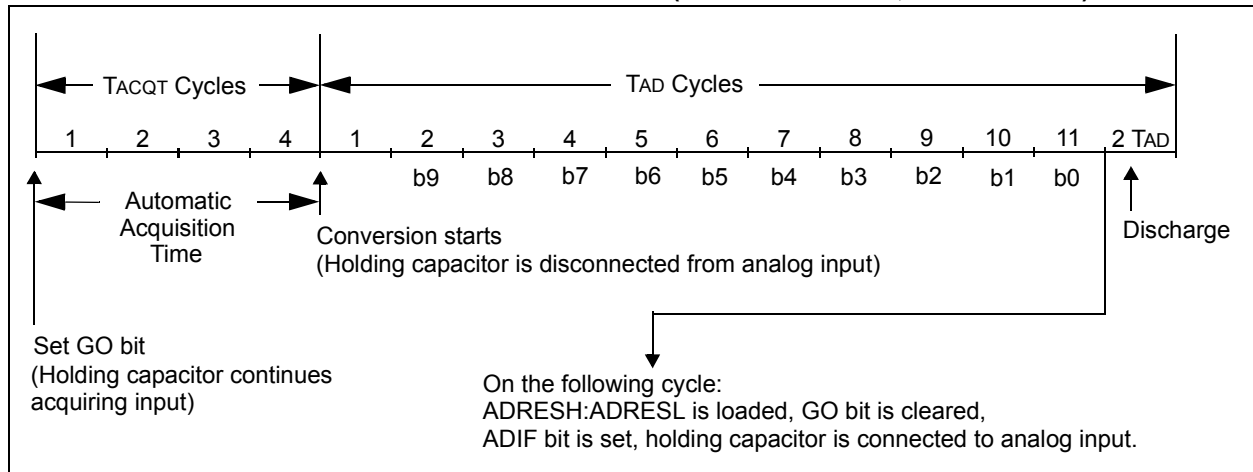 TACQT Cycles
TAD Cycles
1 2 3 4 1 2 3 4 5 6 7 8 9 10 11 2 TAD
b9 b8 b7 b6 b5 b4 b3 b2 b1 b0
Automatic
Acquisition
Time
Conversion starts
(Holding capacitor is disconnected from analog input)
Discharge
Set GO bit
(Holding capacitor continues
acquiring input)
On the following cycle:
ADRESH:ADRESL is loaded, GO bit is cleared,
ADIF bit is set, holding capacitor is connected to analog input.